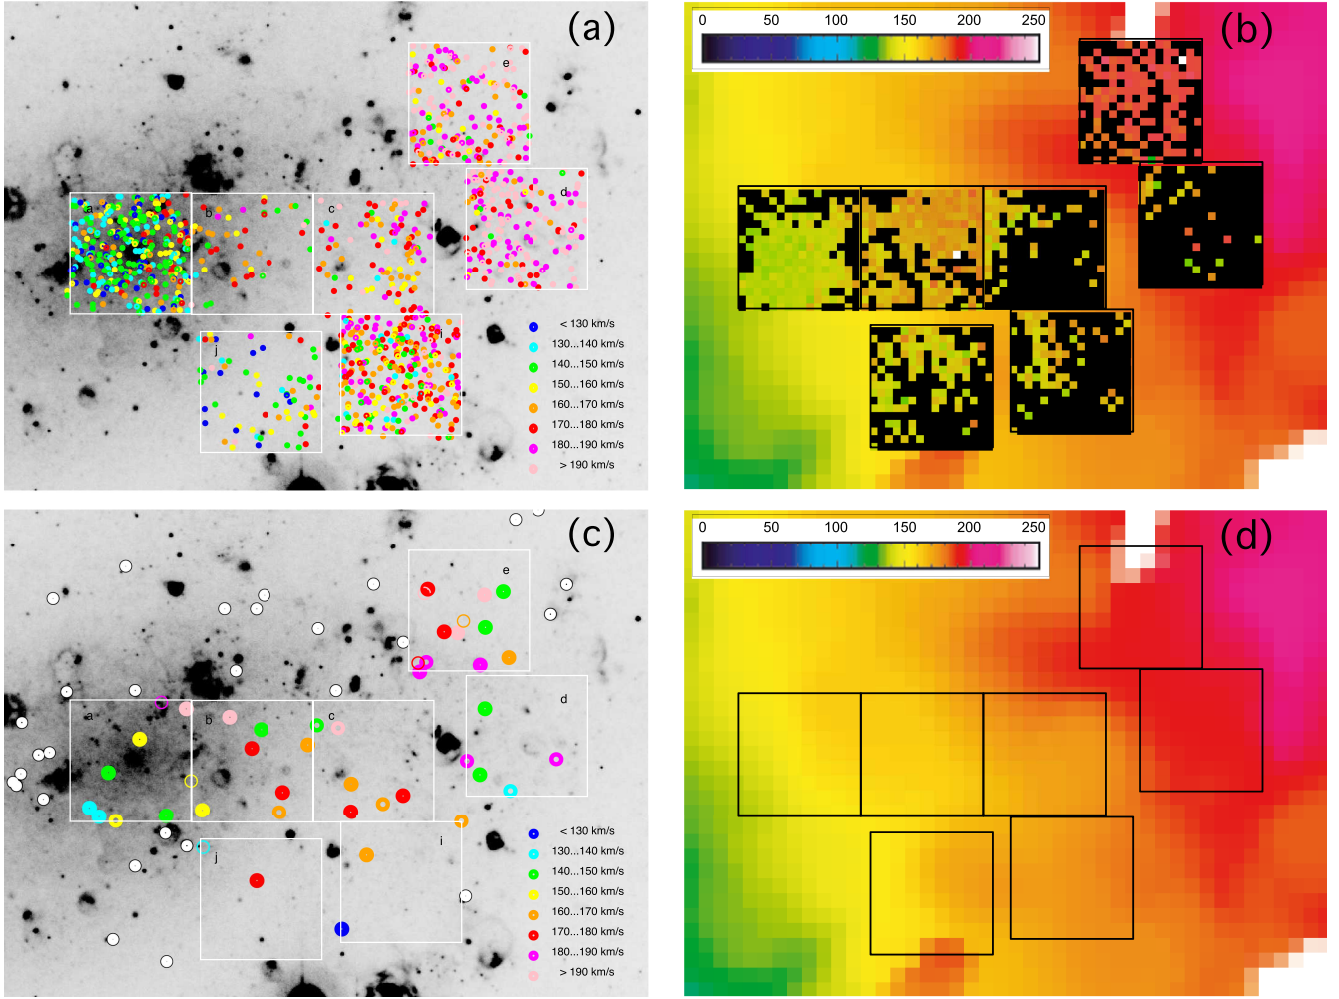 (a)
e
d
a
b
c
i
j
< 130 km/s
130...140 km/s
140...150 km/s
150...160 km/s
160...170 km/s
170...180 km/s
180...190 km/s
> 190 km/s
0 50 100 150 200 250
(b)
(c)
e
d
a
b
c
i
j
< 130 km/s
130...140 km/s
140...150 km/s
150...160 km/s
160...170 km/s
170...180 km/s
180...190 km/s
> 190 km/s
0 50 100 150 200 250
(d)